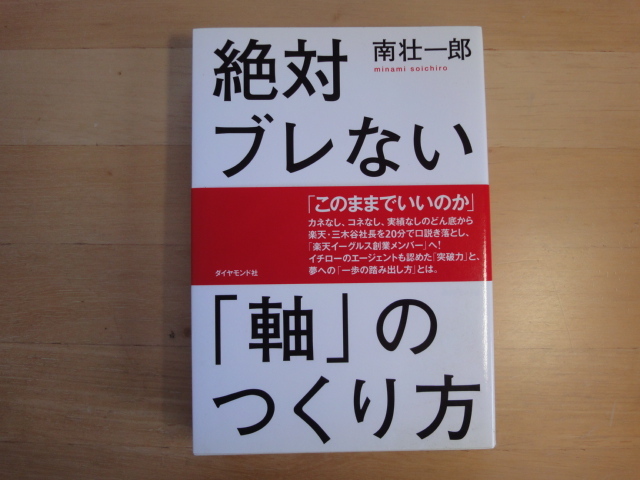 絶対
南壮一郎
minami soichiro
ブレない
「このままでいいのか」
カネなし、コネなし、実績なしのどん底から
楽天・三木谷社長を20分で口説き落とし、
「楽天イーグルス創業メンバー」へ!
イチローのエージェントも認めた「突破力」と、
夢への「一歩の踏み出し方」とは。
ダイヤモンド社
「軸」の
つくり方